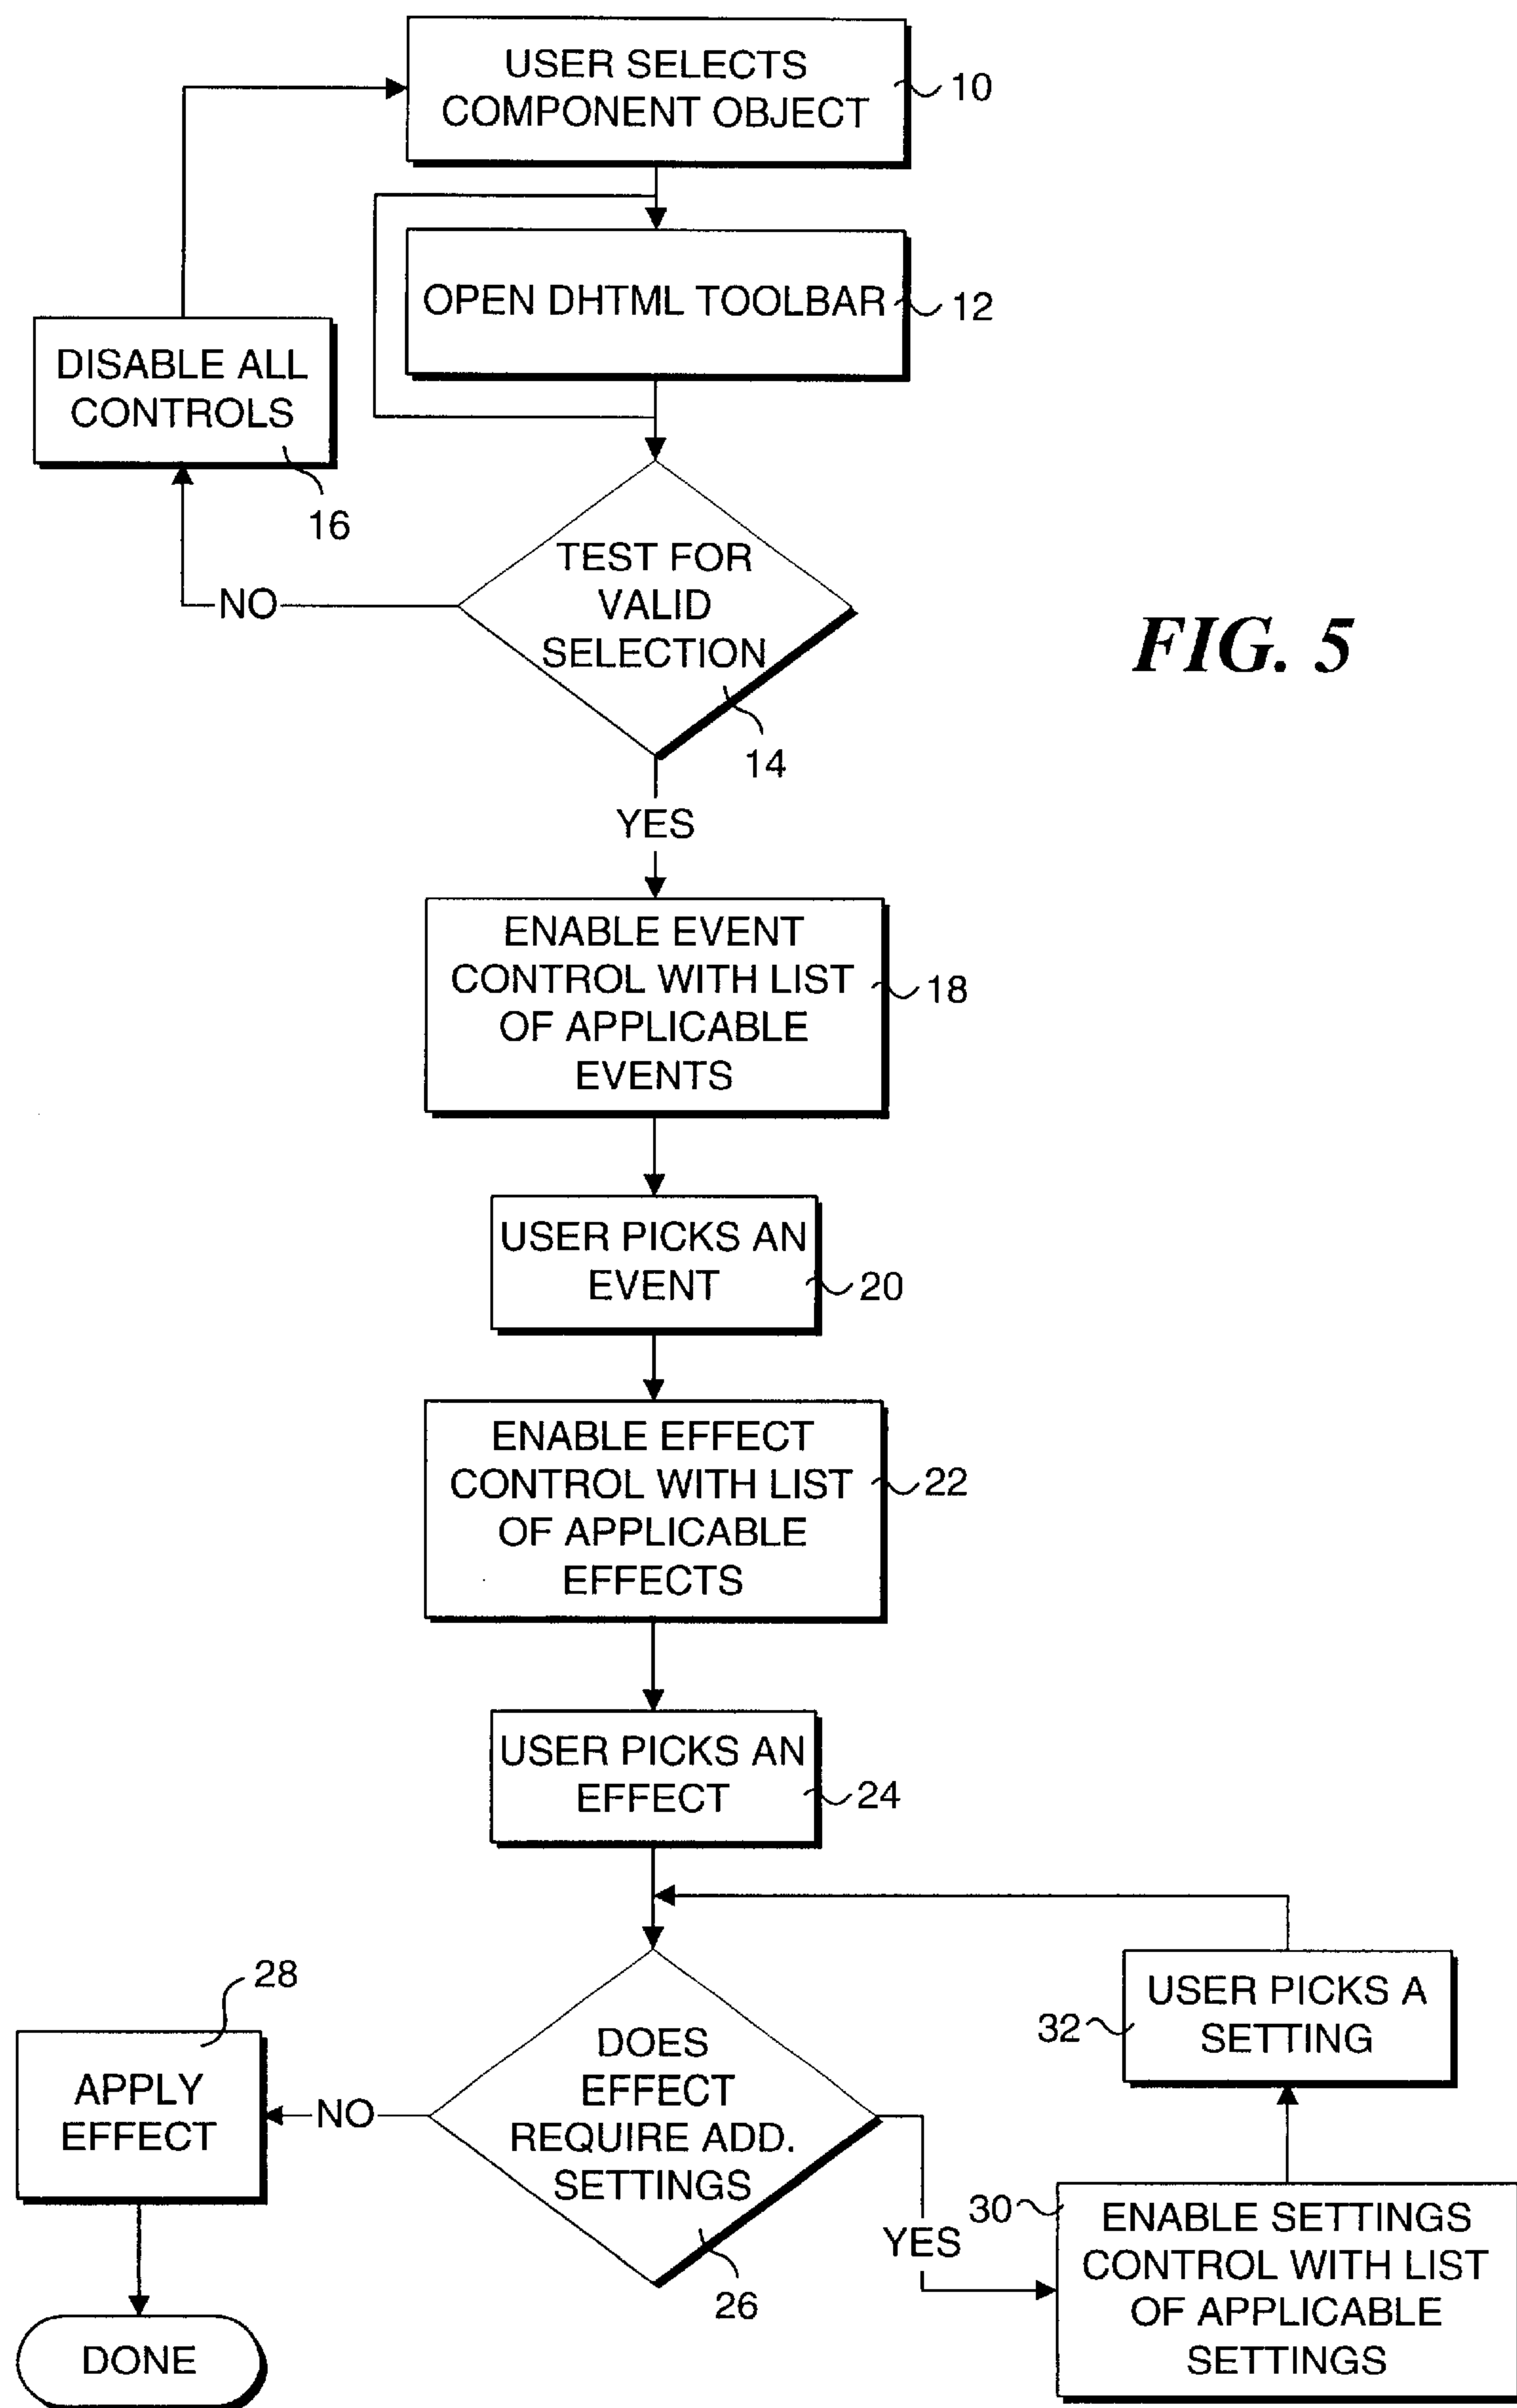 USER SELECTS
COMPONENT OBJECT
10
OPEN DHTML TOOLBAR
12
DISABLE ALL
CONTROLS
16
TEST FOR
VALID
SELECTION
14
NO
FIG. 5
YES
ENABLE EVENT
CONTROL WITH LIST
OF APPLICABLE
EVENTS
18
USER PICKS AN
EVENT
20
ENABLE EFFECT
CONTROL WITH LIST
OF APPLICABLE
EFFECTS
22
USER PICKS AN
EFFECT
24
DOES
EFFECT
REQUIRE ADD.
SETTINGS
26
NO
28
APPLY
EFFECT
DONE
YES
30
ENABLE SETTINGS
CONTROL WITH LIST
OF APPLICABLE
SETTINGS
32
USER PICKS A
SETTING